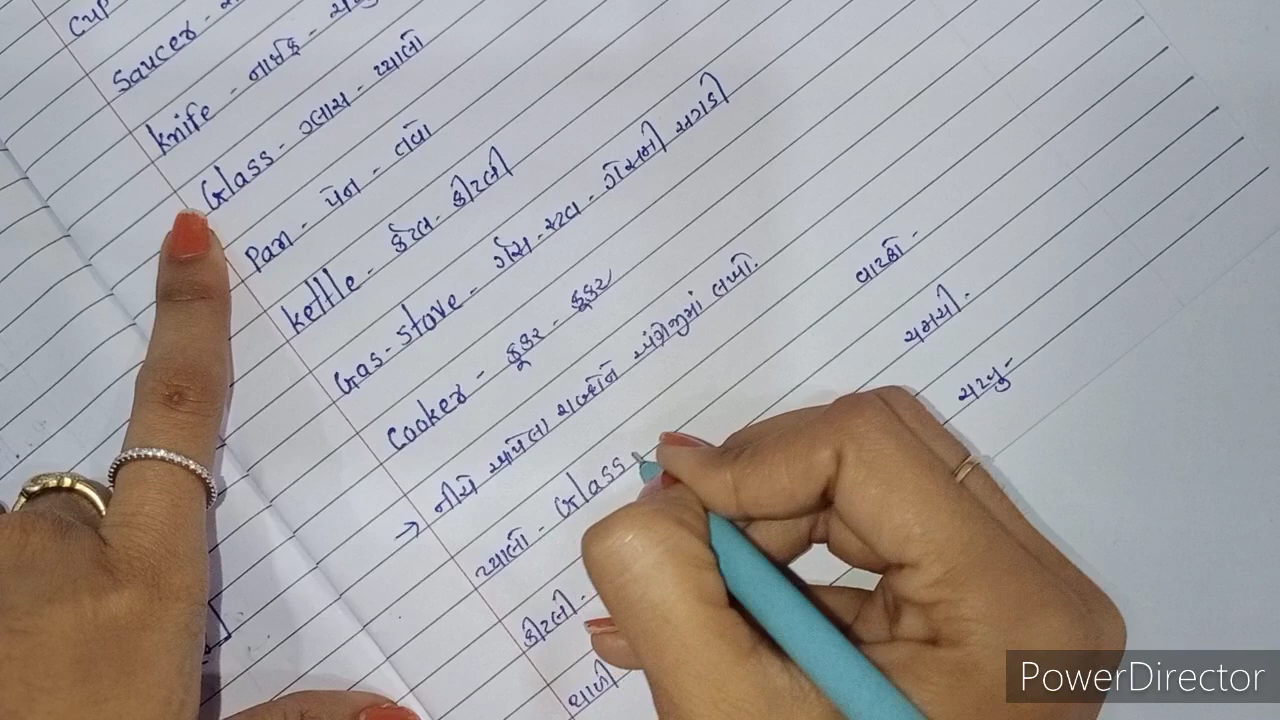 Cup
Saucer -
Knife - નાઈફ -
Glass - ગ્લાસ - પ્યાલો
Pan - પેન - તવો
Kettle - કેટલ - કીટલી
Gas-stove - ગેસ-સ્ટવ - ગેસની સગડી
Cooker - કૂકર - કૂકર
→ નીચે આપેલા શબ્દોને અંગ્રેજીમાં લખો.
પ્યાલો - Glass
કીટલી -
થાળી
વાટકો -
ચમચી -
ચપ્પુ -
PowerDirector